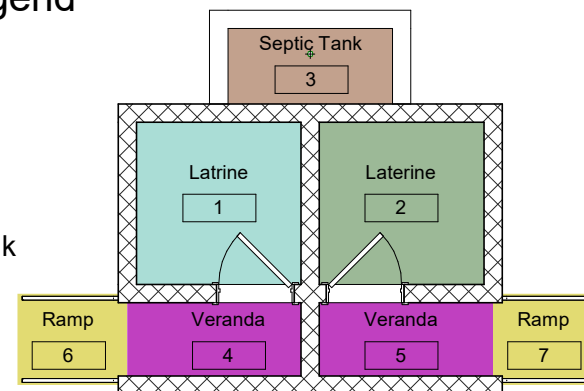 gend
Septic Tank
3
Latrine
Laterine
1
2
k
Ramp
Veranda
Veranda
Ramp
6
4
5
7